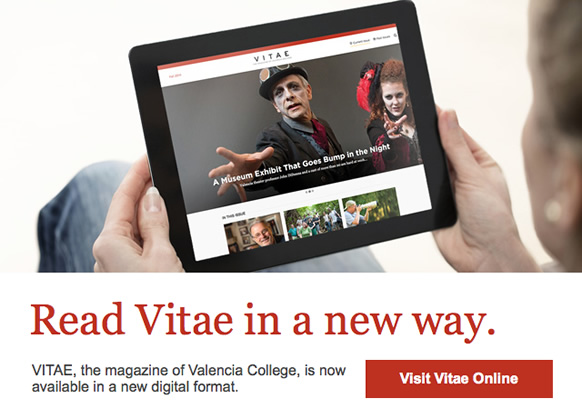 VITAE
A Museum Exhibit That Goes Bump in the Night
IN THIS ISSUE
Read Vitae in a new way.
VITAE, the magazine of Valencia College, is now
available in a new digital format.
Visit Vitae Online